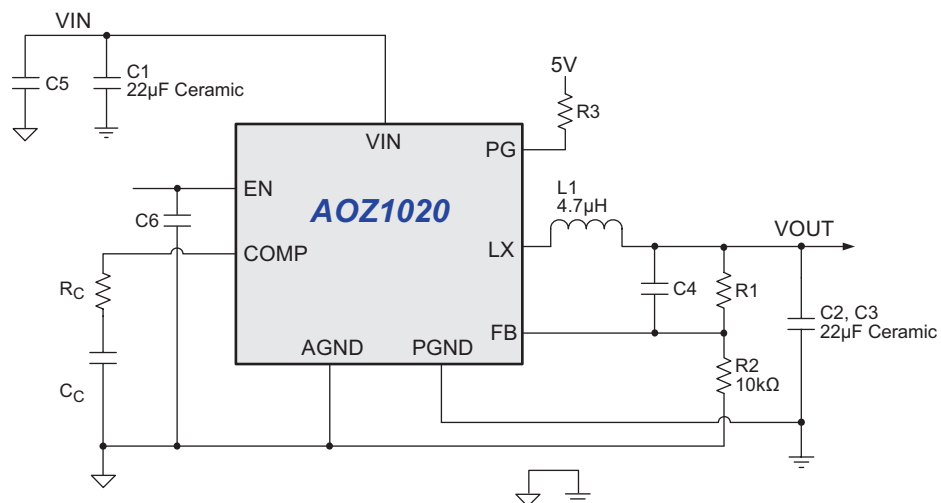 VIN
C5
C1
22µF Ceramic
5V
R3
VIN
PG
EN
AOZ1020
L1
4.7µH
C6
COMP
LX
VOUT
RC
C4
R1
C2, C3
22µF Ceramic
FB
AGND
PGND
R2
10kΩ
CC